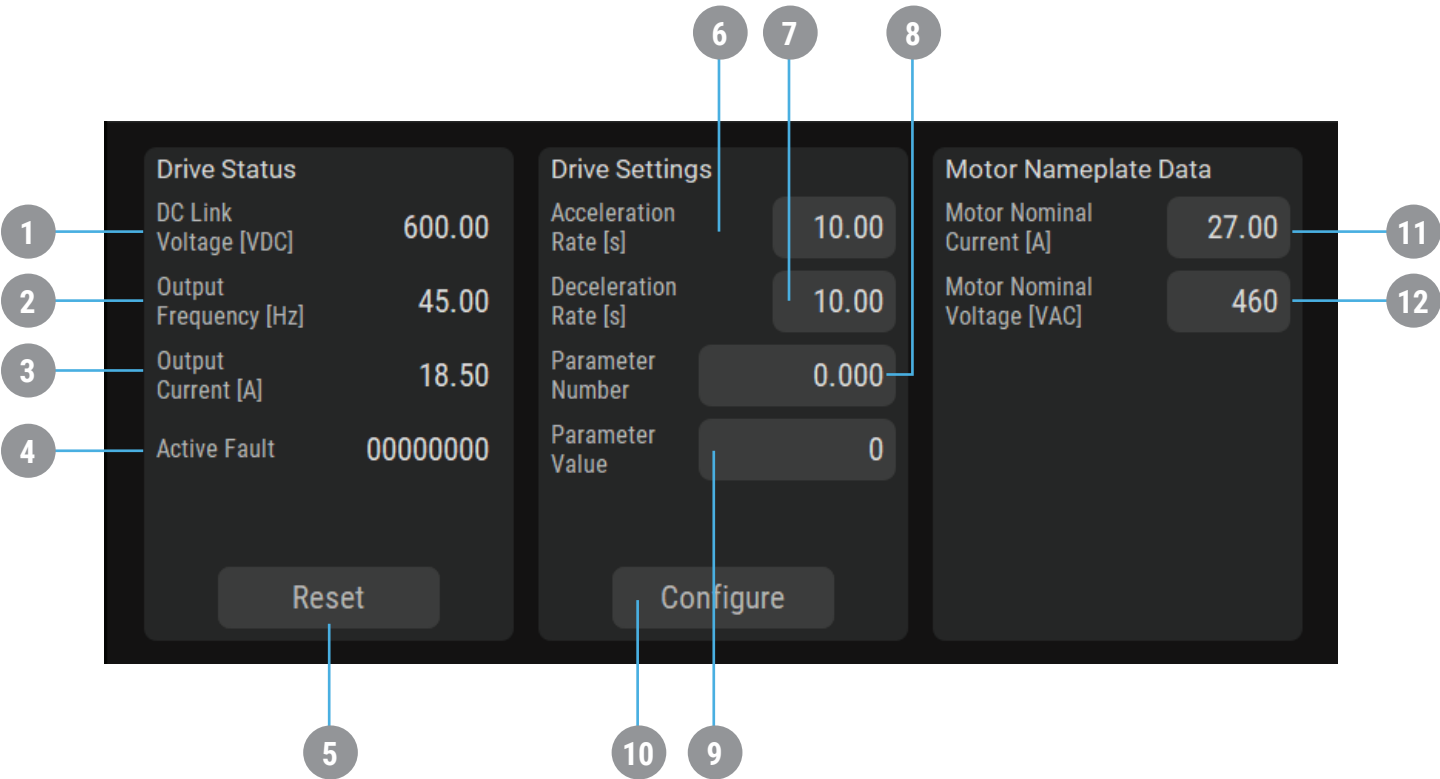 6 7 8
Drive Status
DC Link
Voltage [VDC]
600.00
Output
Frequency [Hz]
45.00
Output
Current [A]
18.50
Active Fault
00000000
Reset
Drive Settings
Acceleration
Rate [s]
10.00
Deceleration
Rate [s]
10.00
Parameter
Number
0.000
Parameter
Value
0
Configure
Motor Nameplate Data
Motor Nominal
Current [A]
27.00
Motor Nominal
Voltage [VAC]
460
1
2
3
4
11
12
5 10 9